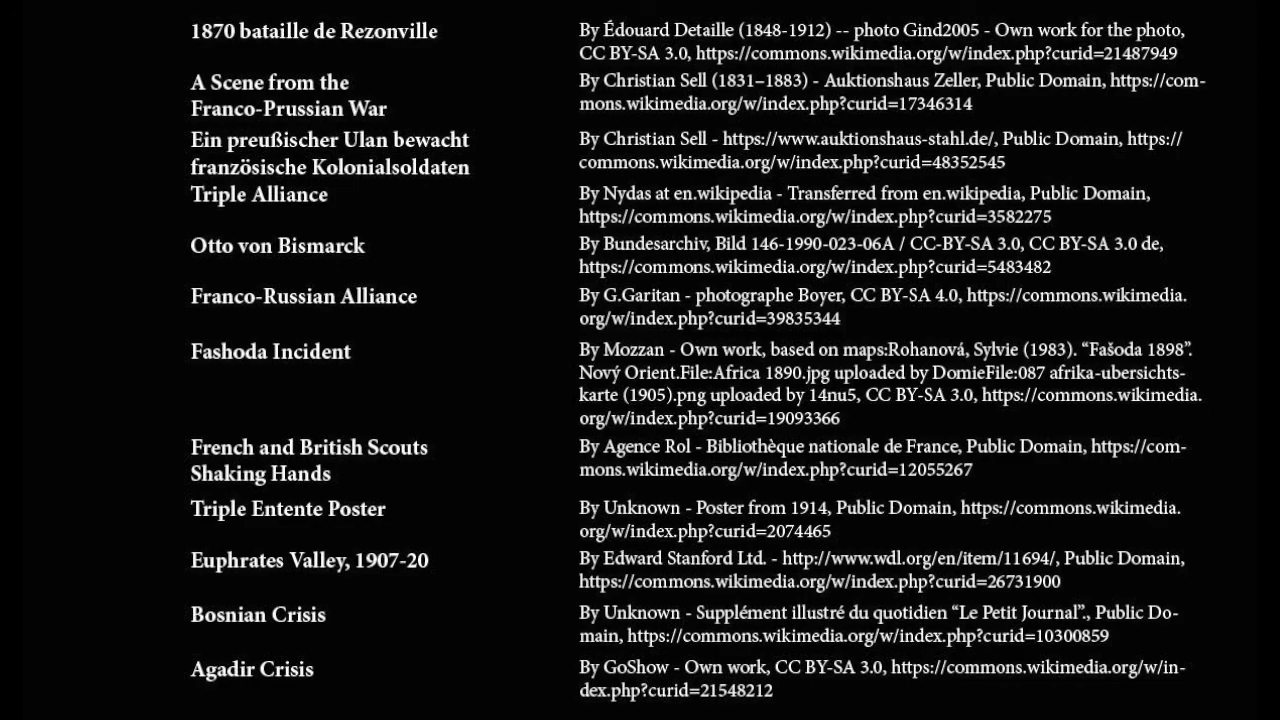 1870 bataille de Rezonville
By Édouard Detaille (1848-1912) -- photo Gind2005 - Own work for the photo,
CC BY-SA 3.0, https://commons.wikimedia.org/w/index.php?curid=21487949
A Scene from the
Franco-Prussian War
By Christian Sell (1831–1883) - Auktionshaus Zeller, Public Domain, https://com-
mons.wikimedia.org/w/index.php?curid=17346314
Ein preußischer Ulan bewacht
französische Kolonialsoldaten
By Christian Sell - https://www.auktionshaus-stahl.de/, Public Domain, https://
commons.wikimedia.org/w/index.php?curid=48352545
Triple Alliance
By Nydas at en.wikipedia - Transferred from en.wikipedia, Public Domain,
https://commons.wikimedia.org/w/index.php?curid=3582275
Otto von Bismarck
By Bundesarchiv, Bild 146-1990-023-06A / CC-BY-SA 3.0, CC BY-SA 3.0 de,
https://commons.wikimedia.org/w/index.php?curid=5483482
Franco-Russian Alliance
By G.Garitan - photographe Boyer, CC BY-SA 4.0, https://commons.wikimedia.
org/w/index.php?curid=39835344
Fashoda Incident
By Mozzan - Own work, based on maps:Rohanová, Sylvie (1983). “Fašoda 1898”.
Nový Orient.File:Africa 1890.jpg uploaded by DomieFile:087 afrika-ubersichts-
karte (1905).png uploaded by 14nu5, CC BY-SA 3.0, https://commons.wikimedia.
org/w/index.php?curid=19093366
French and British Scouts
Shaking Hands
By Agence Rol - Bibliothèque nationale de France, Public Domain, https://com-
mons.wikimedia.org/w/index.php?curid=12055267
Triple Entente Poster
By Unknown - Poster from 1914, Public Domain, https://commons.wikimedia.
org/w/index.php?curid=2074465
Euphrates Valley, 1907-20
By Edward Stanford Ltd. - http://www.wdl.org/en/item/11694/, Public Domain,
https://commons.wikimedia.org/w/index.php?curid=26731900
Bosnian Crisis
By Unknown - Supplément illustré du quotidien “Le Petit Journal”., Public Do-
main, https://commons.wikimedia.org/w/index.php?curid=10300859
Agadir Crisis
By GoShow - Own work, CC BY-SA 3.0, https://commons.wikimedia.org/w/in-
dex.php?curid=21548212